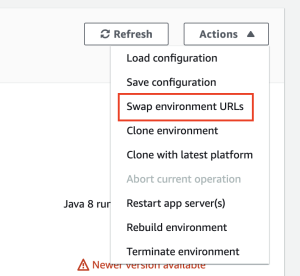 Refresh
Actions
Load configuration
Save configuration
Swap environment URLs
Clone environment
Clone with latest platform
Abort current operation
Java 8 run
Restart app server(s)
Rebuild environment
Terminate environment
Newer version available